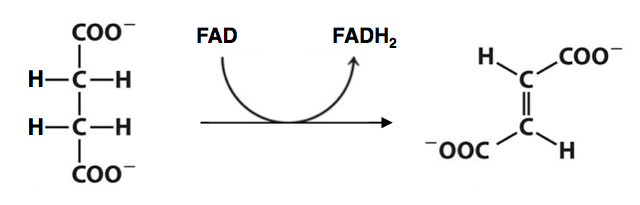 COO⁻
H–C–H
H–C–H
COO⁻
FAD
FADH₂
H COO⁻
C
C
⁻OOC H